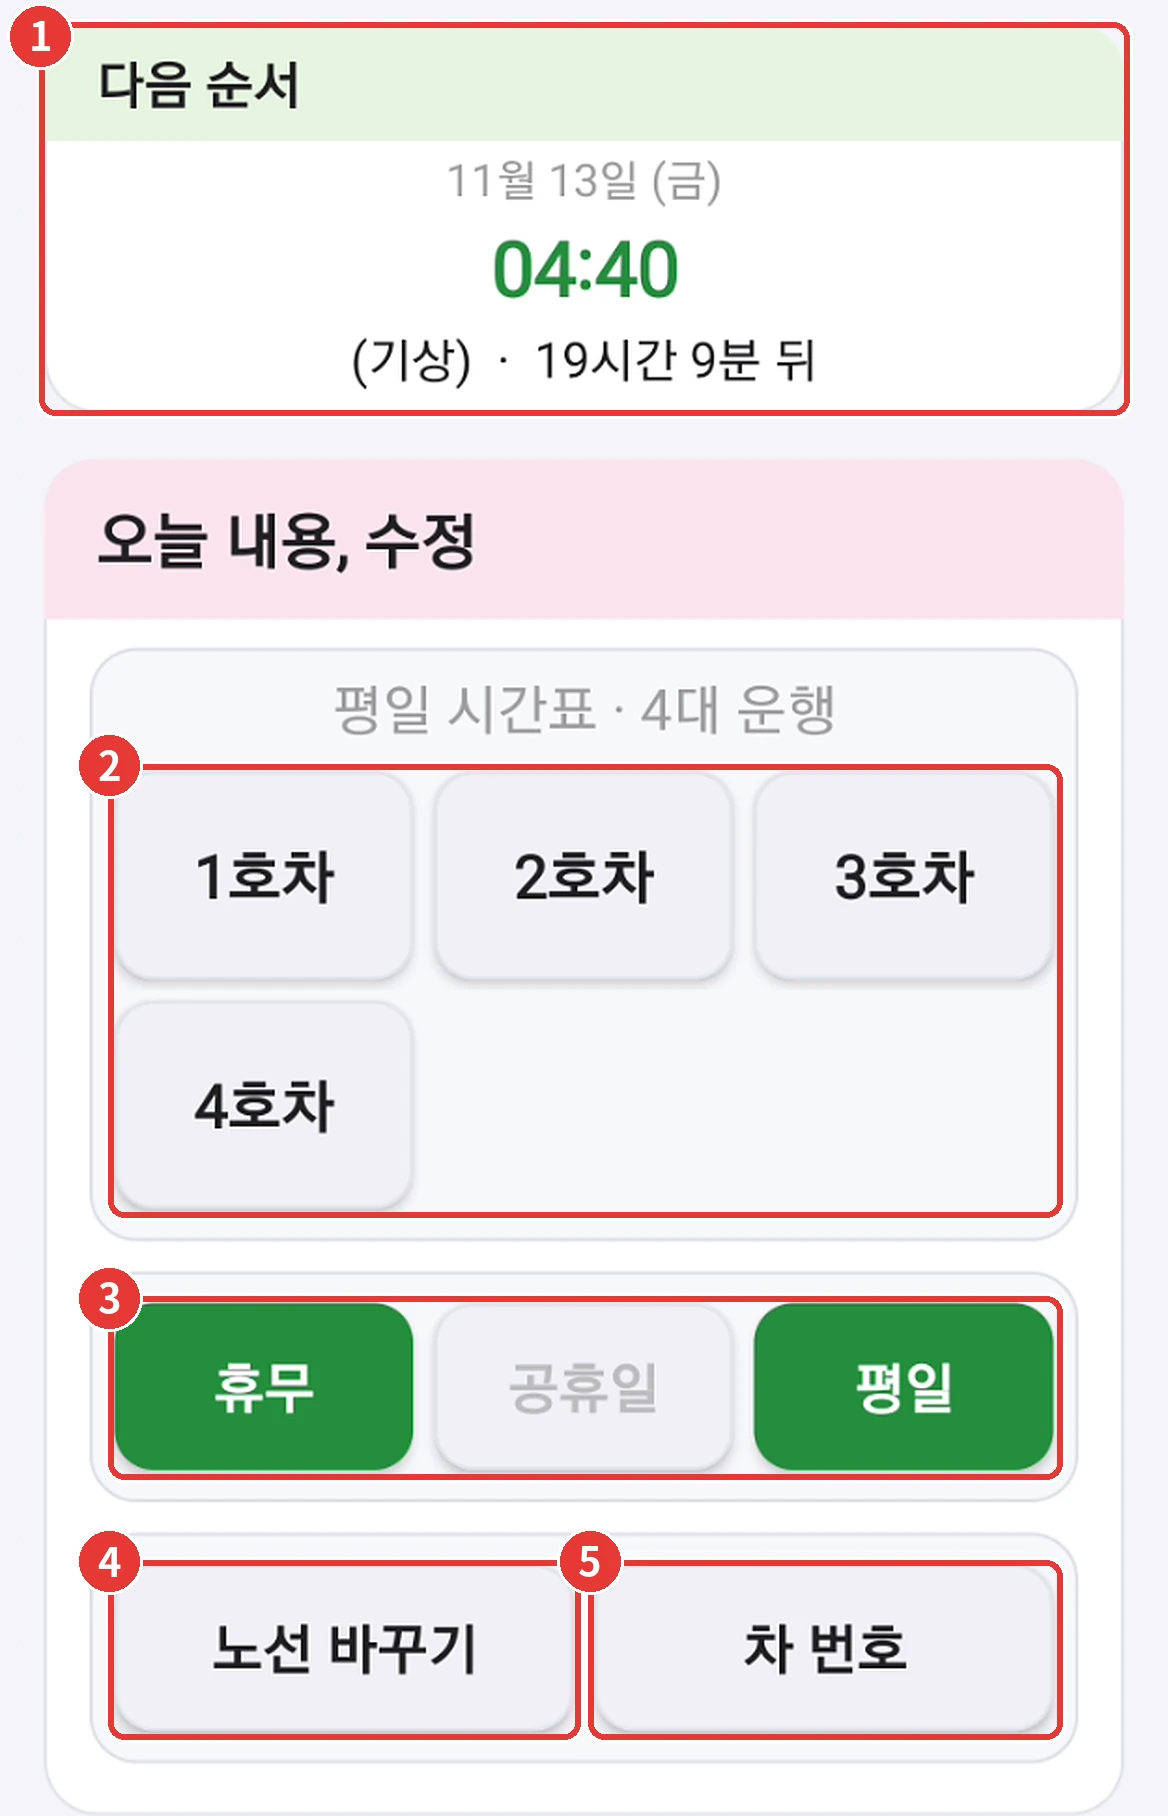 1
다음 순서
11월 13일 (금)
04:40
(기상) · 19시간 9분 뒤
오늘 내용, 수정
평일 시간표 · 4대 운행
2
1호차 2호차 3호차
4호차
3
휴무 공휴일 평일
4 5
노선 바꾸기 차 번호